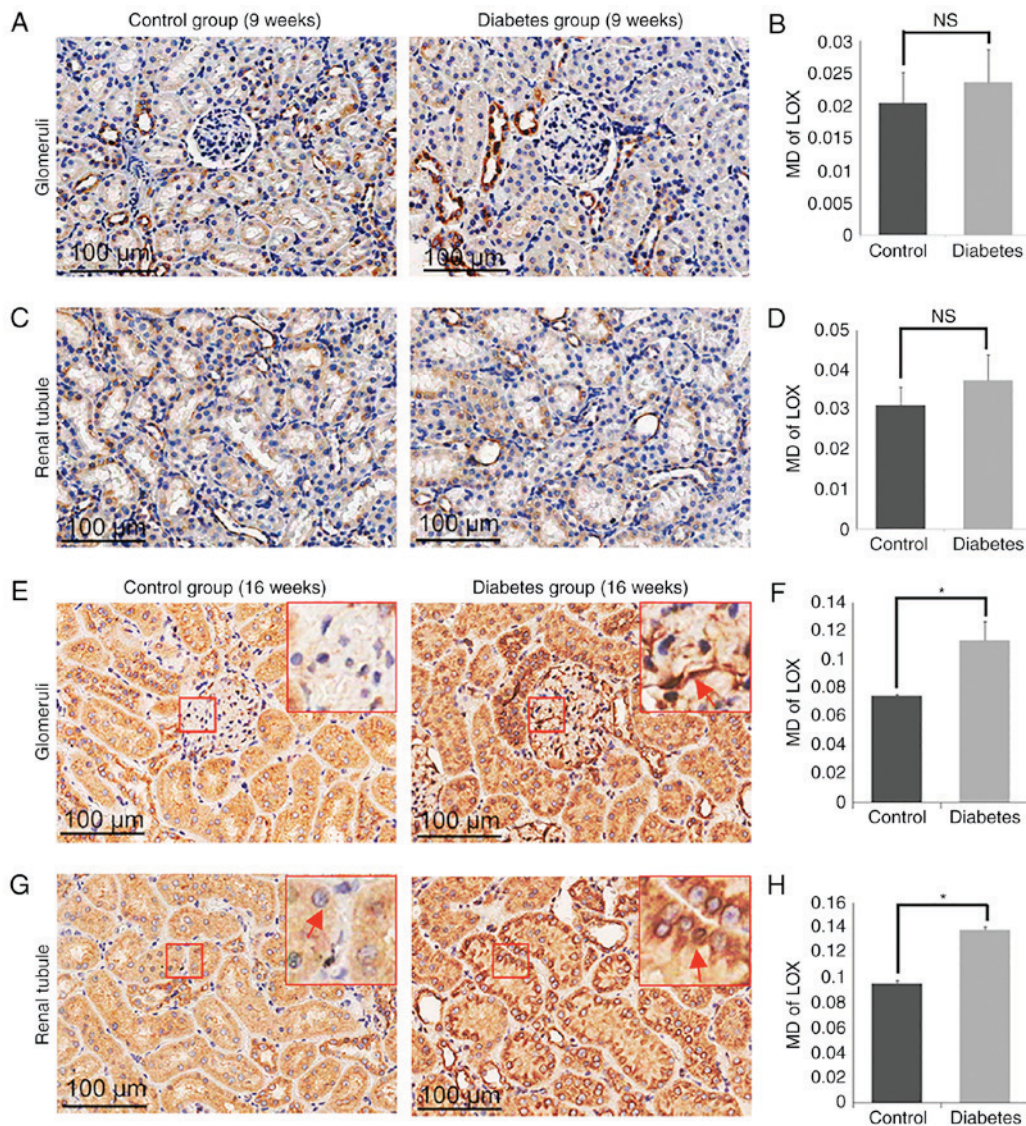 Control group (9 weeks)
Diabetes group (9 weeks)
A
Glomeruli
100 μm
100 μm
B
NS
MD of LOX
0.03
0.025
0.02
0.015
0.01
0.005
0
Control
Diabetes
C
Renal tubule
100 μm
100 μm
D
NS
MD of LOX
0.05
0.04
0.03
0.03
0.01
0
Control
Diabetes
Control group (16 weeks)
Diabetes group (16 weeks)
E
Glomeruli
100 μm
100 μm
F
*
MD of LOX
0.14
0.12
0.1
0.08
0.06
0.04
0.02
0
Control
Diabetes
G
Renal tubule
100 μm
100 μm
H
*
MD of LOX
0.16
0.14
0.12
0.1
0.08
0.06
0.04
0.02
0
Control
Diabetes